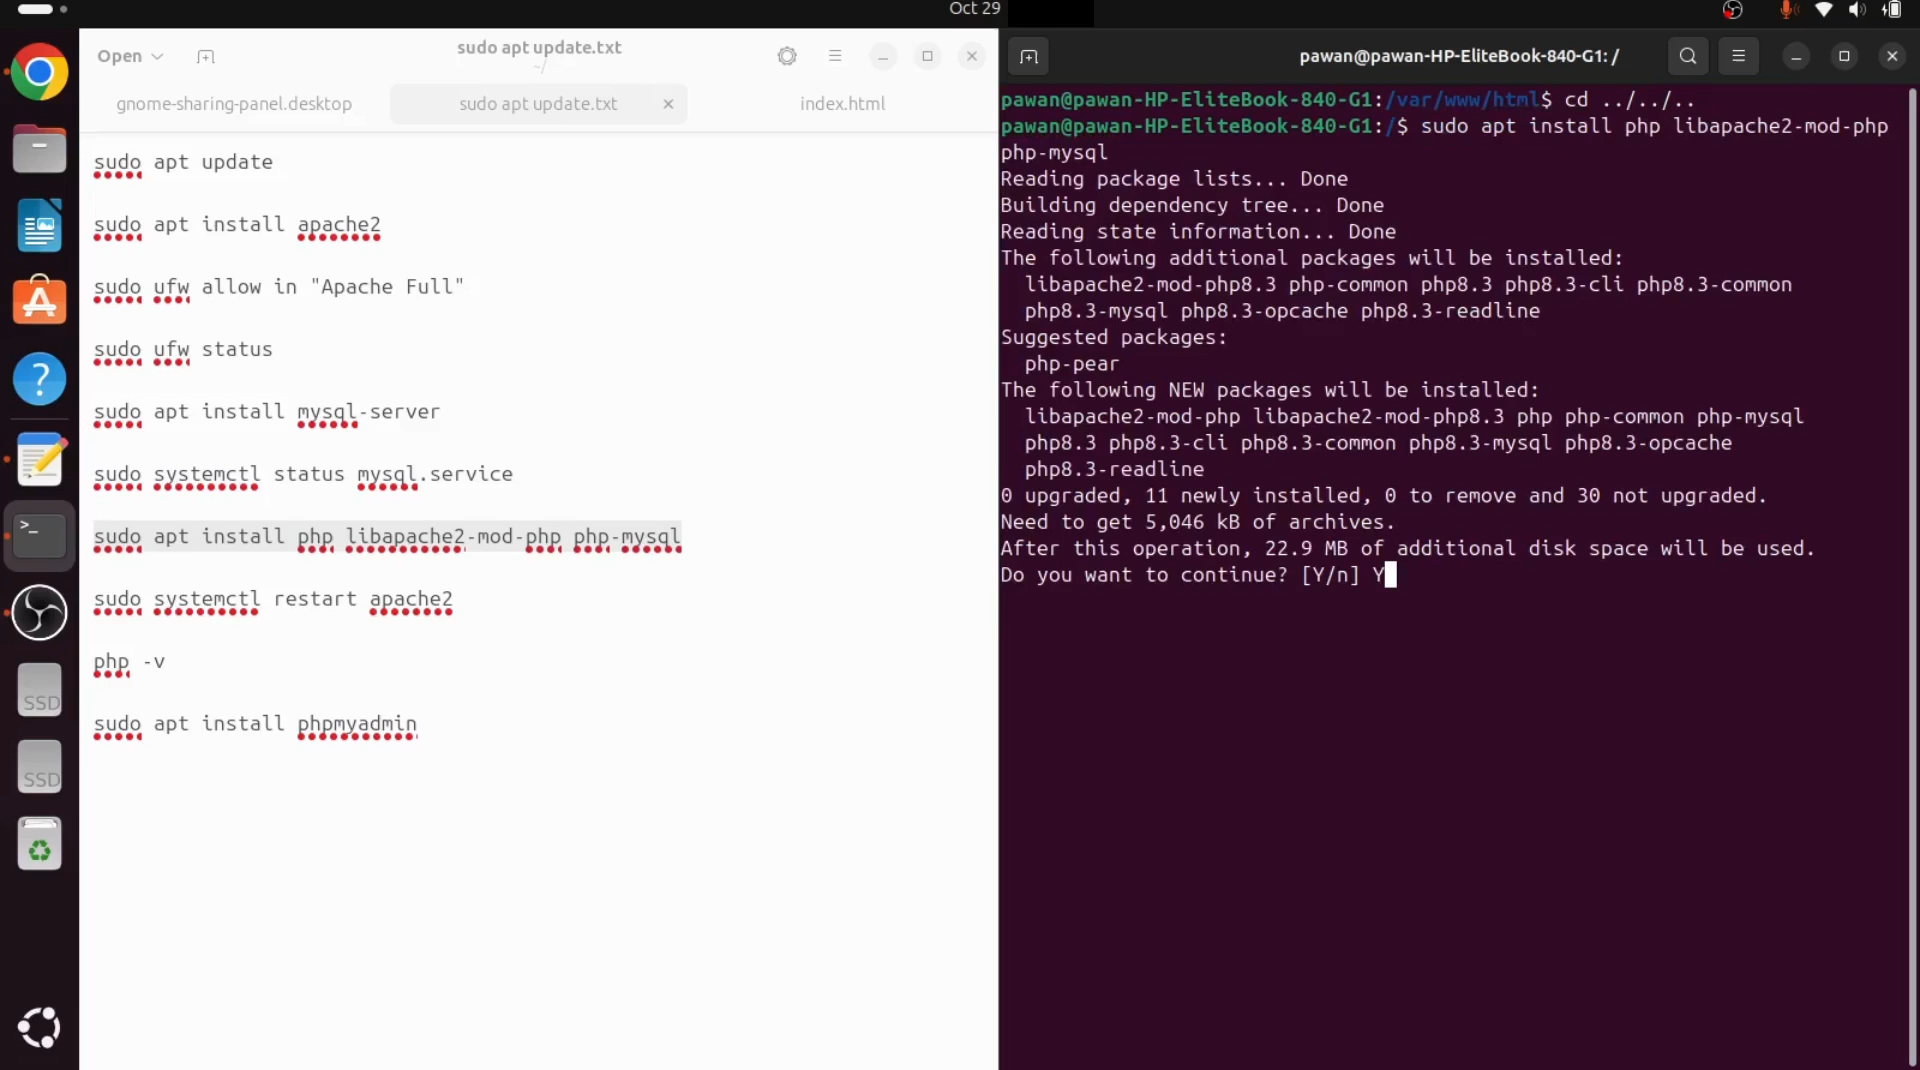 Oct 29
Open
sudo apt update.txt
~/
gnome-sharing-panel.desktop
sudo apt update.txt
index.html
sudo apt update
sudo apt install apache2
sudo ufw allow in "Apache Full"
sudo ufw status
sudo apt install mysql-server
sudo systemctl status mysql.service
sudo apt install php libapache2-mod-php php-mysql
sudo systemctl restart apache2
php -v
sudo apt install phpmyadmin
SSD
SSD
pawan@pawan-HP-EliteBook-840-G1: /
pawan@pawan-HP-EliteBook-840-G1:/var/www/html$ cd ../../..
pawan@pawan-HP-EliteBook-840-G1:/$ sudo apt install php libapache2-mod-php
php-mysql
Reading package lists... Done
Building dependency tree... Done
Reading state information... Done
The following additional packages will be installed:
libapache2-mod-php8.3 php-common php8.3 php8.3-cli php8.3-common
php8.3-mysql php8.3-opcache php8.3-readline
Suggested packages:
php-pear
The following NEW packages will be installed:
libapache2-mod-php libapache2-mod-php8.3 php php-common php-mysql
php8.3 php8.3-cli php8.3-common php8.3-mysql php8.3-opcache
php8.3-readline
0 upgraded, 11 newly installed, 0 to remove and 30 not upgraded.
Need to get 5,046 kB of archives.
After this operation, 22.9 MB of additional disk space will be used.
Do you want to continue? [Y/n] Y